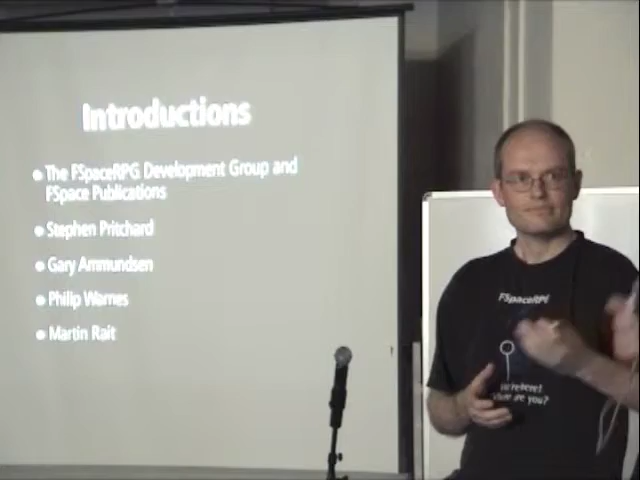 Introductions
The FSpaceRPG Development Group and
FSpace Publications
Stephen Pritchard
Gary Ammundsen
Philip Warnes
Martin Rait
FSpaceRPG
are you?